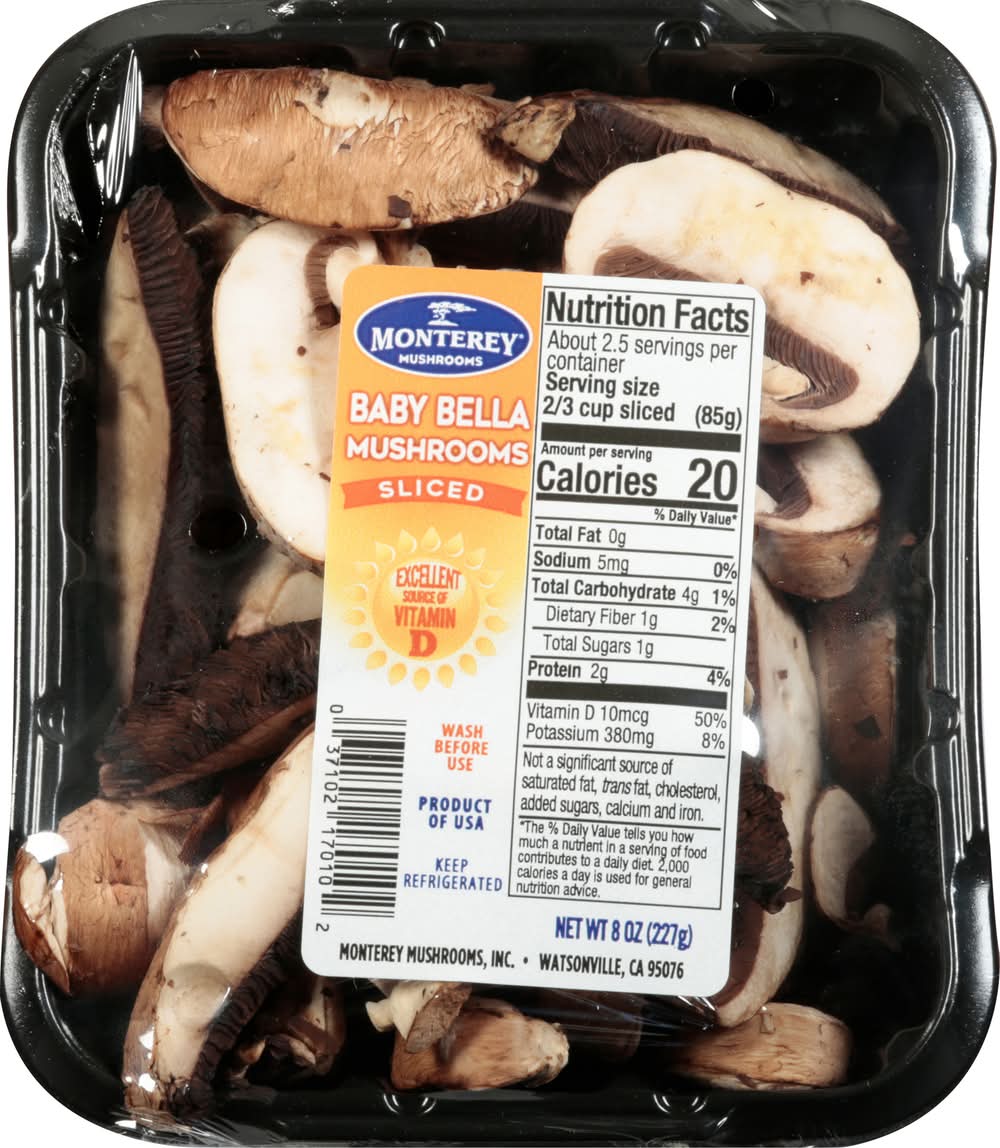 MONTEREY®
MUSHROOMS
BABY BELLA
MUSHROOMS
SLICED
EXCELLENT
SOURCE OF
VITAMIN
D
WASH
BEFORE
USE
PRODUCT
OF USA
KEEP
REFRIGERATED
0 37102 17010 2
Nutrition Facts
About 2.5 servings per
container
Serving size
2/3 cup sliced (85g)
Amount per serving
Calories 20
% Daily Value*
Total Fat 0g
Sodium 5mg 0%
Total Carbohydrate 4g 1%
Dietary Fiber 1g 2%
Total Sugars 1g
Protein 2g 4%
Vitamin D 10mcg 50%
Potassium 380mg 8%
Not a significant source of
saturated fat, trans fat, cholesterol,
added sugars, calcium and iron.
*The % Daily Value tells you how
much a nutrient in a serving of food
contributes to a daily diet. 2,000
calories a day is used for general
nutrition advice.
NET WT 8 OZ (227g)
MONTEREY MUSHROOMS, INC. • WATSONVILLE, CA 95076